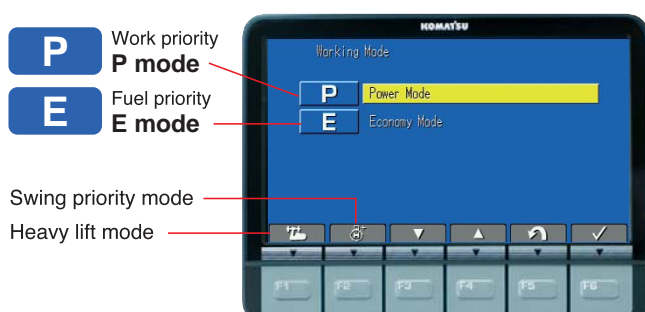 KOMATSU
P
Work priority
P mode
E
Fuel priority
E mode
Working Mode
P Power Mode
E Economy Mode
Swing priority mode
Heavy lift mode
F1 F2 F3 F4 F5 F6